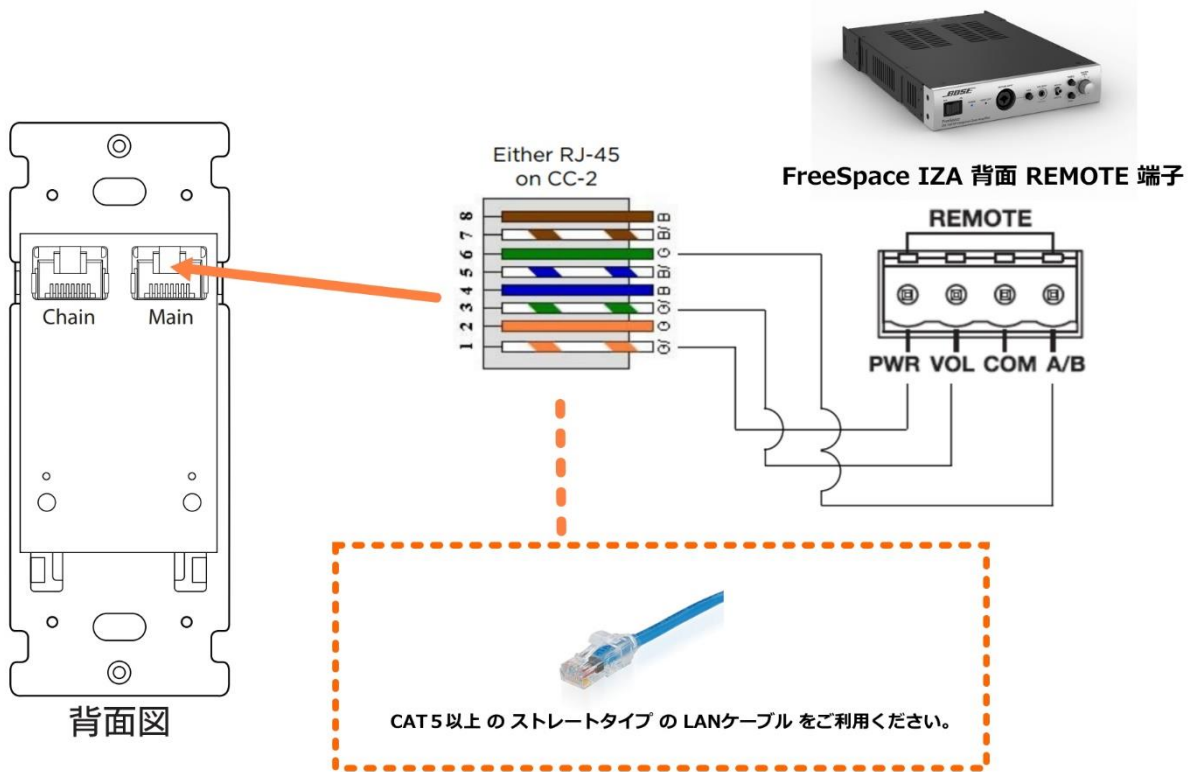 BOSE
FreeSpace IZA 背面 REMOTE 端子
Either RJ-45
on CC-2
REMOTE
8
7
6
5
4
3
2
1
B
B/
G
B/
B
G/
O
O/
Chain
Main
PWR VOL COM A/B
背面図
CAT5以上 の ストレートタイプ の LANケーブル をご利用ください。